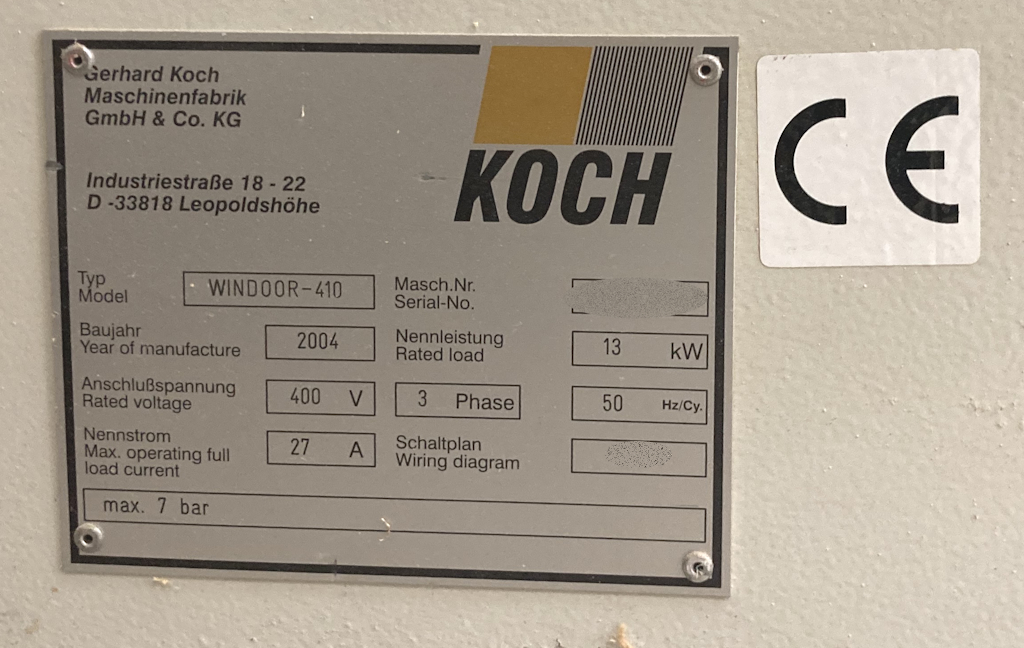 Gerhard Koch
Maschinenfabrik
GmbH & Co. KG
Industriestraße 18 - 22
D -33818 Leopoldshöhe
KOCH
CE
Typ
Model
WINDOOR-410
Masch.Nr.
Serial-No.
Baujahr
Year of manufacture
2004
Nennleistung
Rated load
13 kW
Anschlußspannung
Rated voltage
400 V
3 Phase
50 Hz/Cy.
Nennstrom
Max. operating full
load current
27 A
Schaltplan
Wiring diagram
max. 7 bar